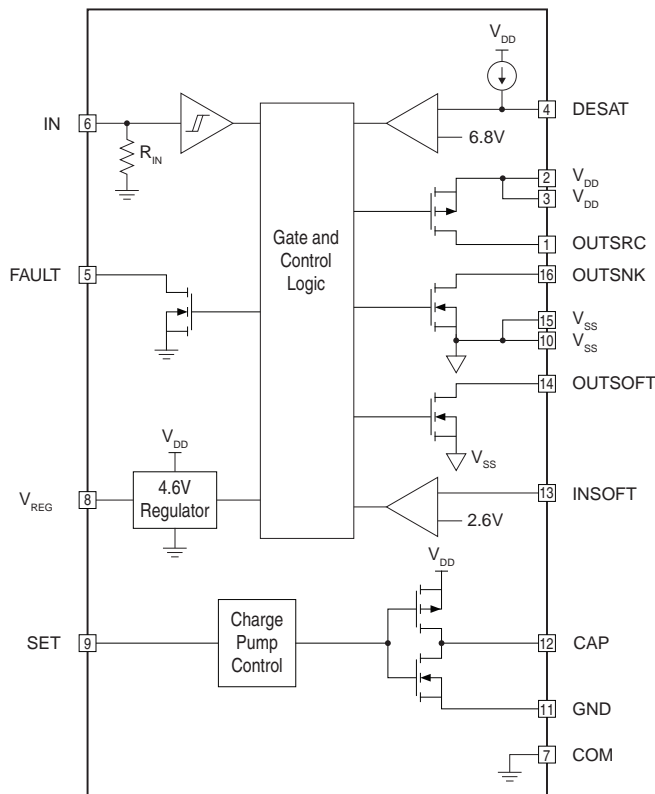 V_DD
IN
6
R_IN
4
DESAT
6.8V
2
V_DD
3
V_DD
1
OUTSRC
Gate and
Control
Logic
FAULT
5
16
OUTSNK
15
V_SS
10
V_SS
14
OUTSOFT
V_SS
V_DD
V_REG
8
4.6V
Regulator
13
INSOFT
2.6V
V_DD
SET
9
Charge
Pump
Control
12
CAP
11
GND
7
COM